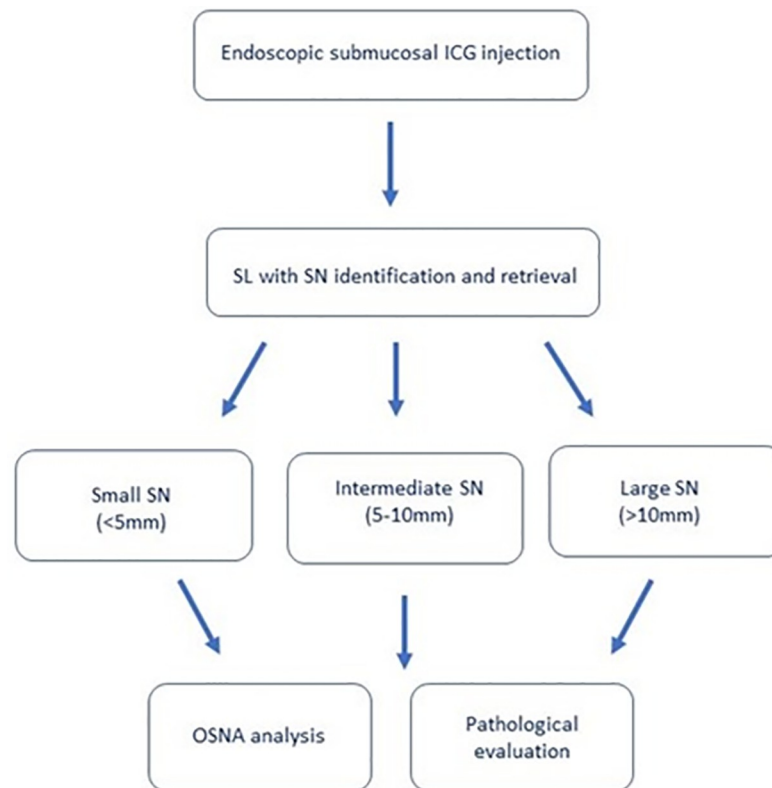 Endoscopic submucosal ICG injection
SL with SN identification and retrieval
Small SN
(<5mm)
Intermediate SN
(5-10mm)
Large SN
(>10mm)
OSNA analysis
Pathological
evaluation